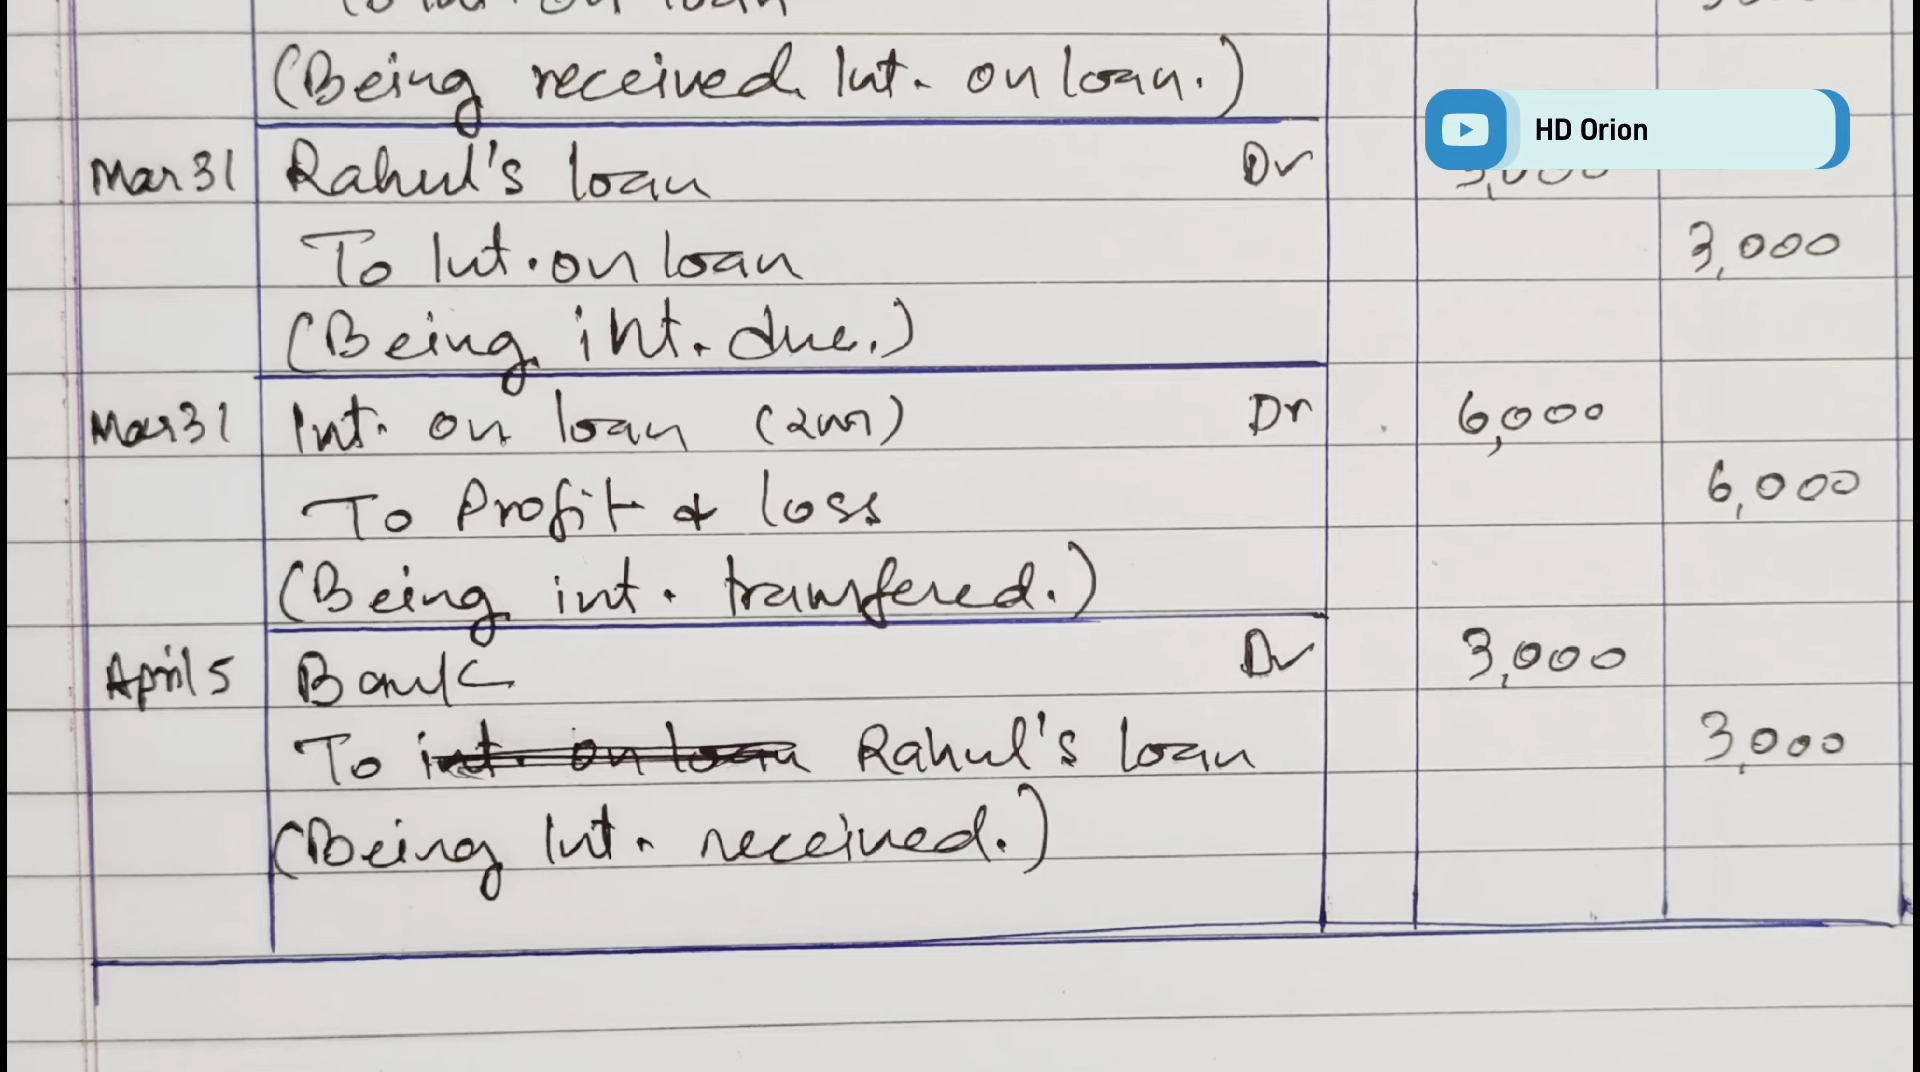 (Being received Int. on loan.)
HD Orion
Mar 31 Rahul's loan Dr
To Int. on loan 3,000
(Being int. due.)
Mar 31 Int. on loan Dr 6,000
To Profit & loss 6,000
(Being int. transfered.)
April 5 Bank Dr 3,000
To int. on loan Rahul's loan 3,000
(Being Int. received.)